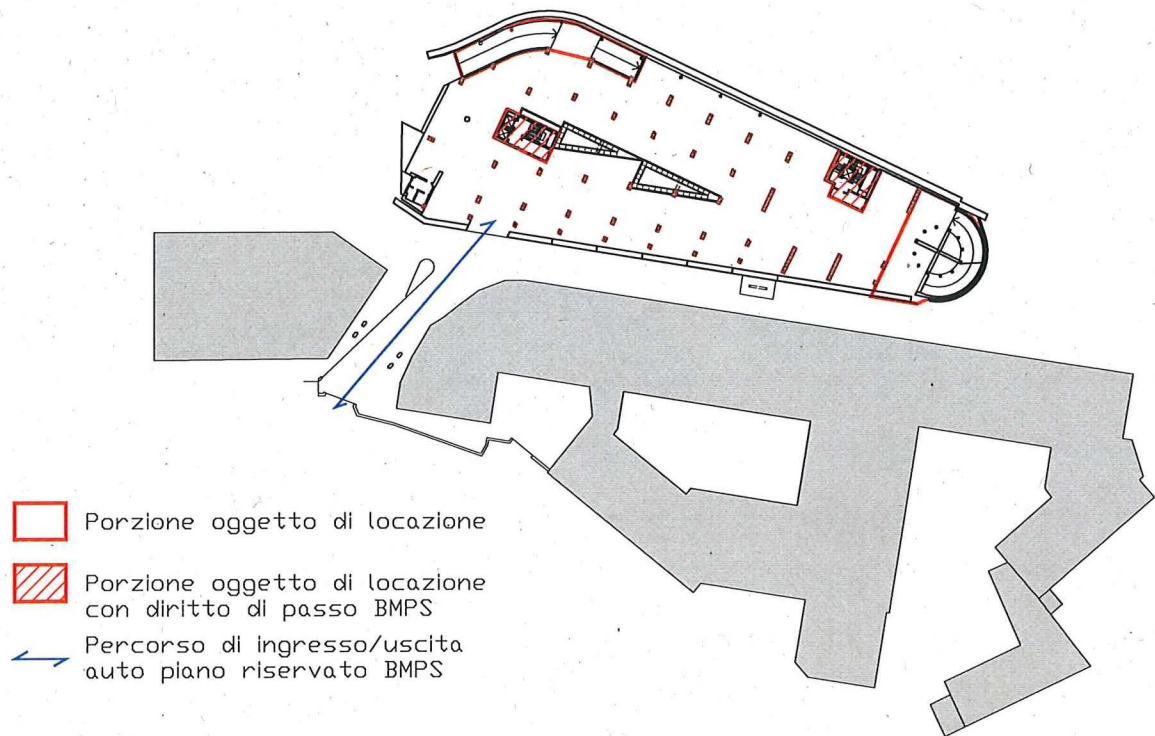 Porzione oggetto di locazione
Porzione oggetto di locazione
con diritto di passo BMPS
Percorso di ingresso/uscita
auto piano riservato BMPS